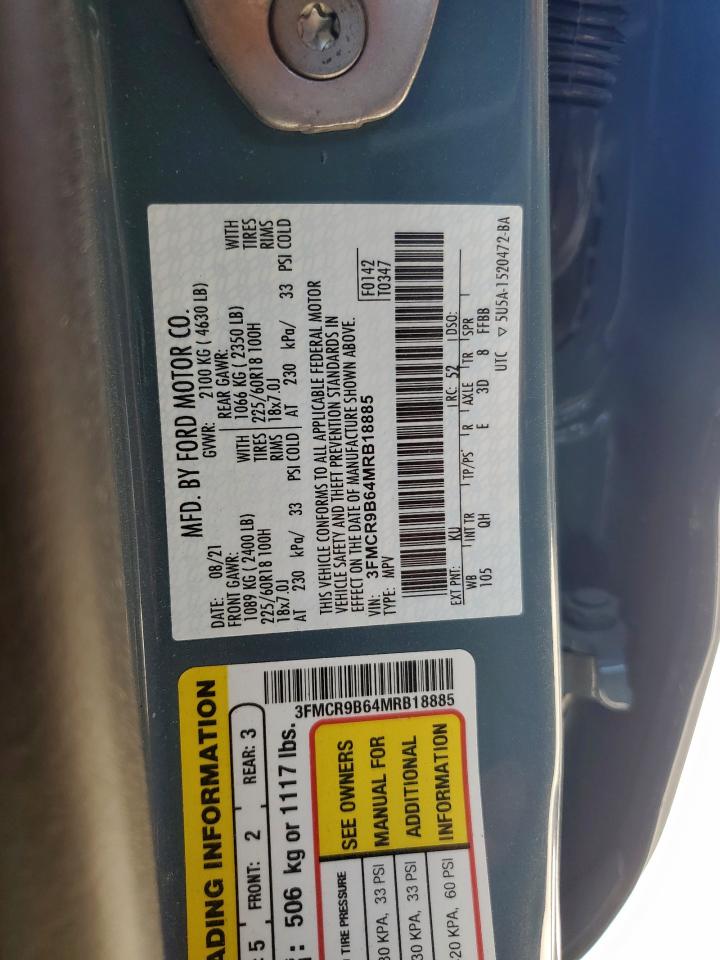 MFD. BY FORD MOTOR CO.
DATE: 08/21 GVWR: 2100 KG ( 4630 LB)
FRONT GAWR: REAR GAWR:
1089 KG ( 2400 LB) WITH 1066 KG ( 2350 LB) WITH
225/60R18 100H TIRES 225/60R18 100H TIRES
18x7.0J RIMS 18x7.0J RIMS
AT 230 kPa/ 33 PSI COLD AT 230 kPa/ 33 PSI COLD
THIS VEHICLE CONFORMS TO ALL APPLICABLE FEDERAL MOTOR
VEHICLE SAFETY AND THEFT PREVENTION STANDARDS IN
EFFECT ON THE DATE OF MANUFACTURE SHOWN ABOVE.
VIN: 3FMCR9B64MRB18885
TYPE: MPV
F0142
T0347
EXT PNT: KU RC: 52 DSO:
WB INT TR TP/PS R AXLE TR SPR
105 QH E 3D 8 FFBB
UTC ▽ 5U5A-1520472-BA
ADING INFORMATION
5 FRONT: 2 REAR: 3
: 506 kg or 1117 lbs.
3FMCR9B64MRB18885
TIRE PRESSURE
30 KPA, 33 PSI
30 KPA, 33 PSI
20 KPA, 60 PSI
SEE OWNERS
MANUAL FOR
ADDITIONAL
INFORMATION